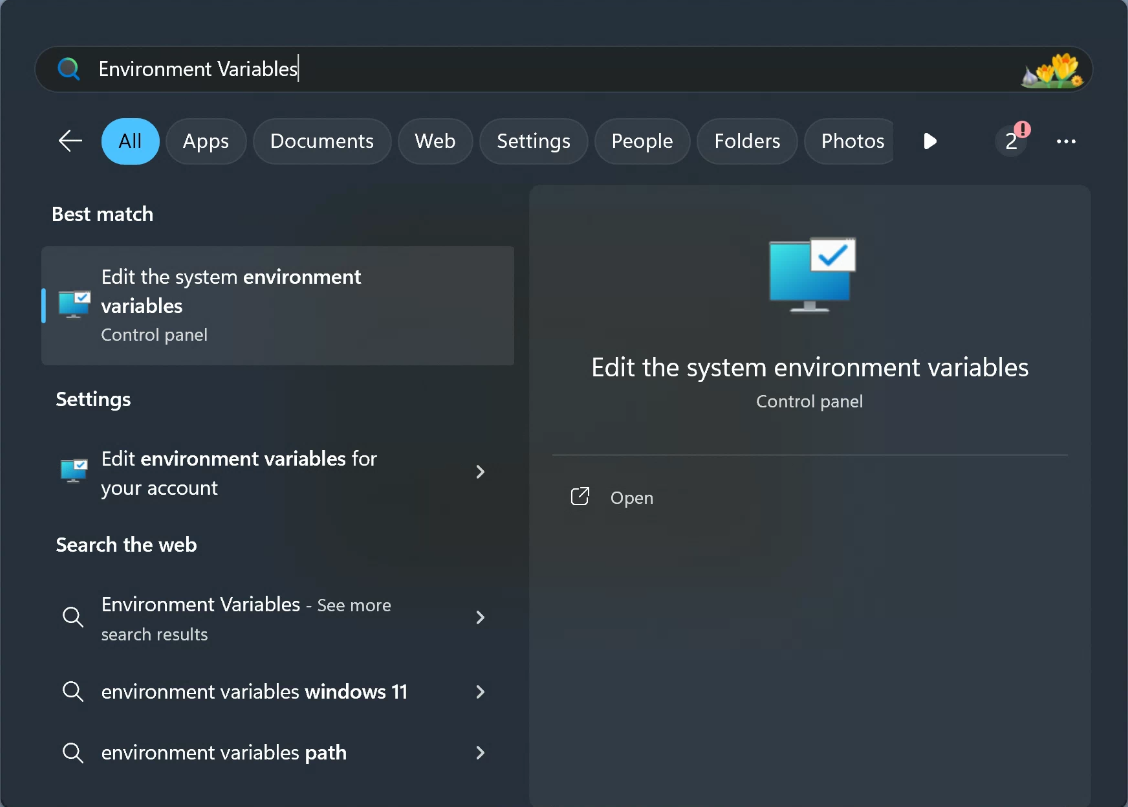 Environment Variables
All
Apps
Documents
Web
Settings
People
Folders
Photos
2
Best match
Edit the system environment
variables
Control panel
Settings
Edit environment variables for
your account
Search the web
Environment Variables - See more
search results
environment variables windows 11
environment variables path
Edit the system environment variables
Control panel
Open